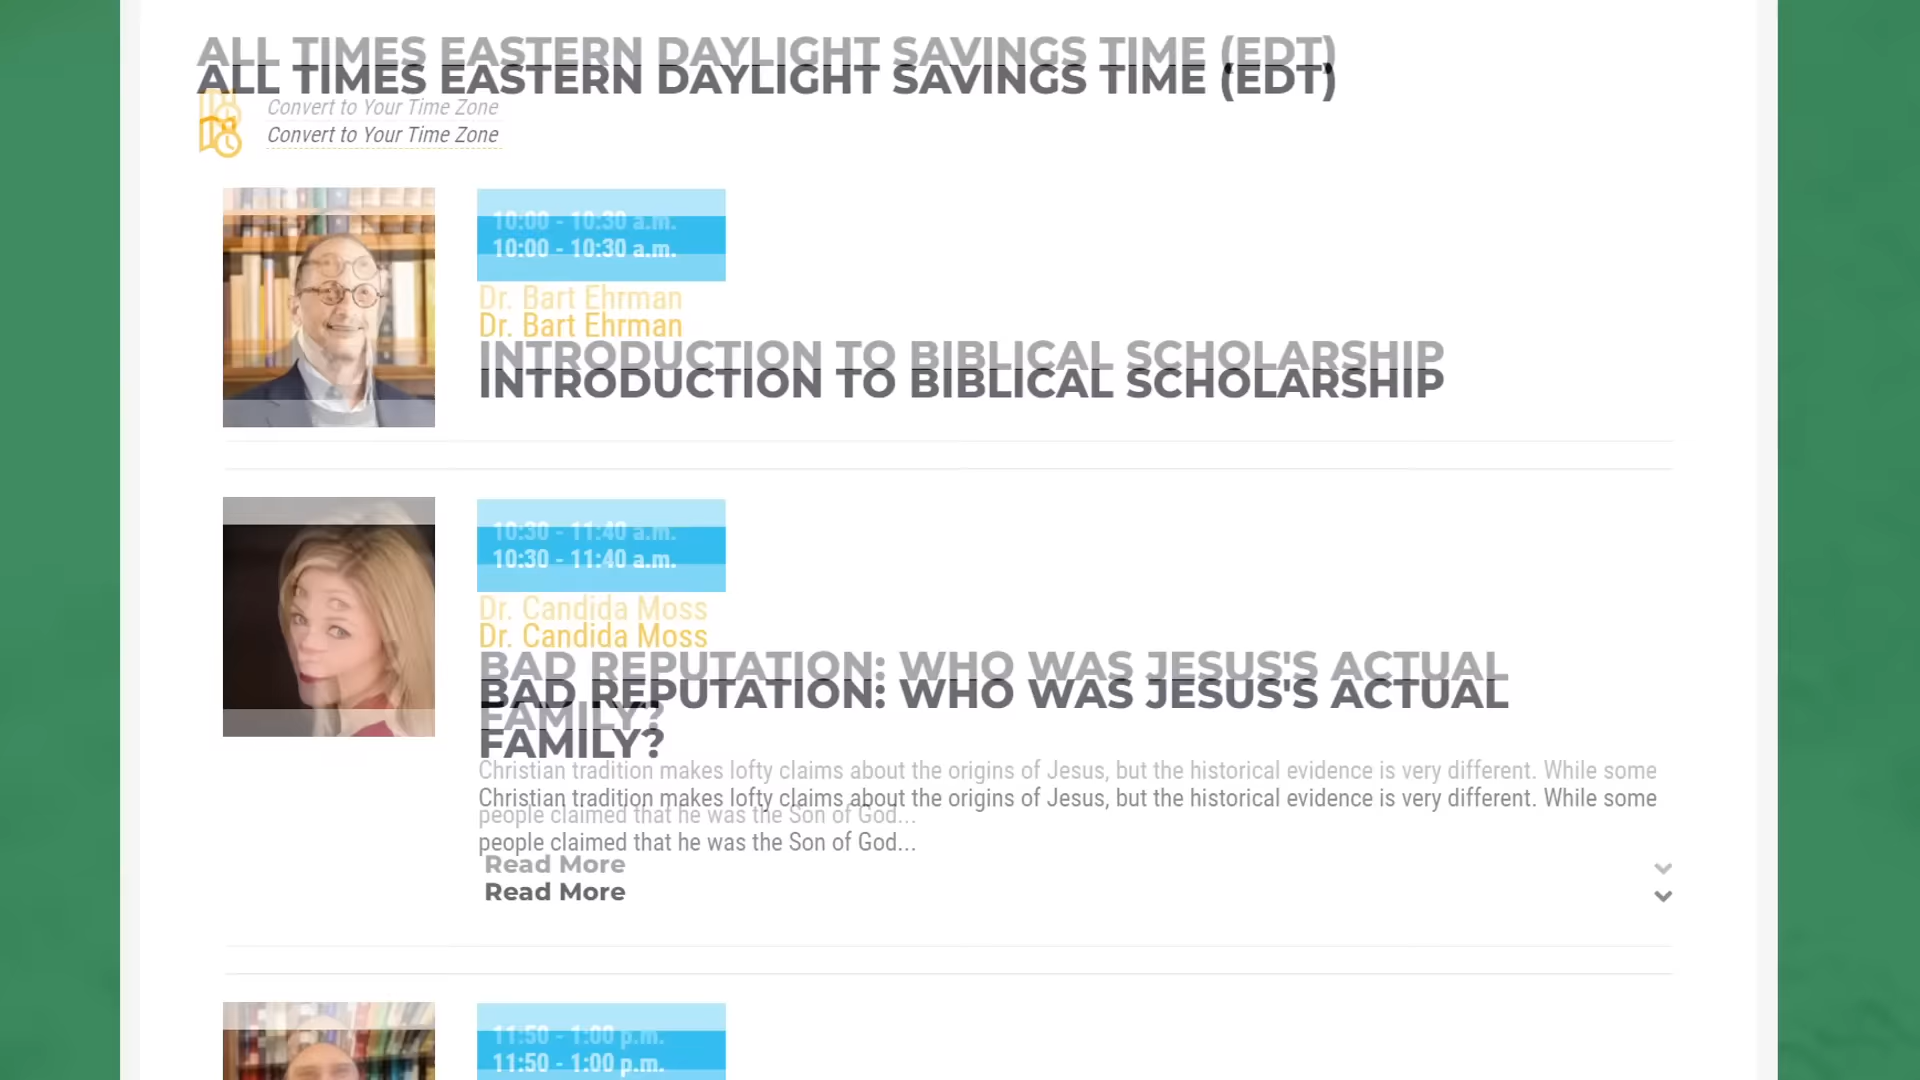 ALL TIMES EASTERN DAYLIGHT SAVINGS TIME (EDT)
Convert to Your Time Zone
10:00 - 10:30 a.m.
Dr. Bart Ehrman
INTRODUCTION TO BIBLICAL SCHOLARSHIP
10:30 - 11:40 a.m.
Dr. Candida Moss
BAD REPUTATION: WHO WAS JESUS'S ACTUAL
FAMILY?
Christian tradition makes lofty claims about the origins of Jesus, but the historical evidence is very different. While some
people claimed that he was the Son of God...
Read More
11:50 - 1:00 p.m.